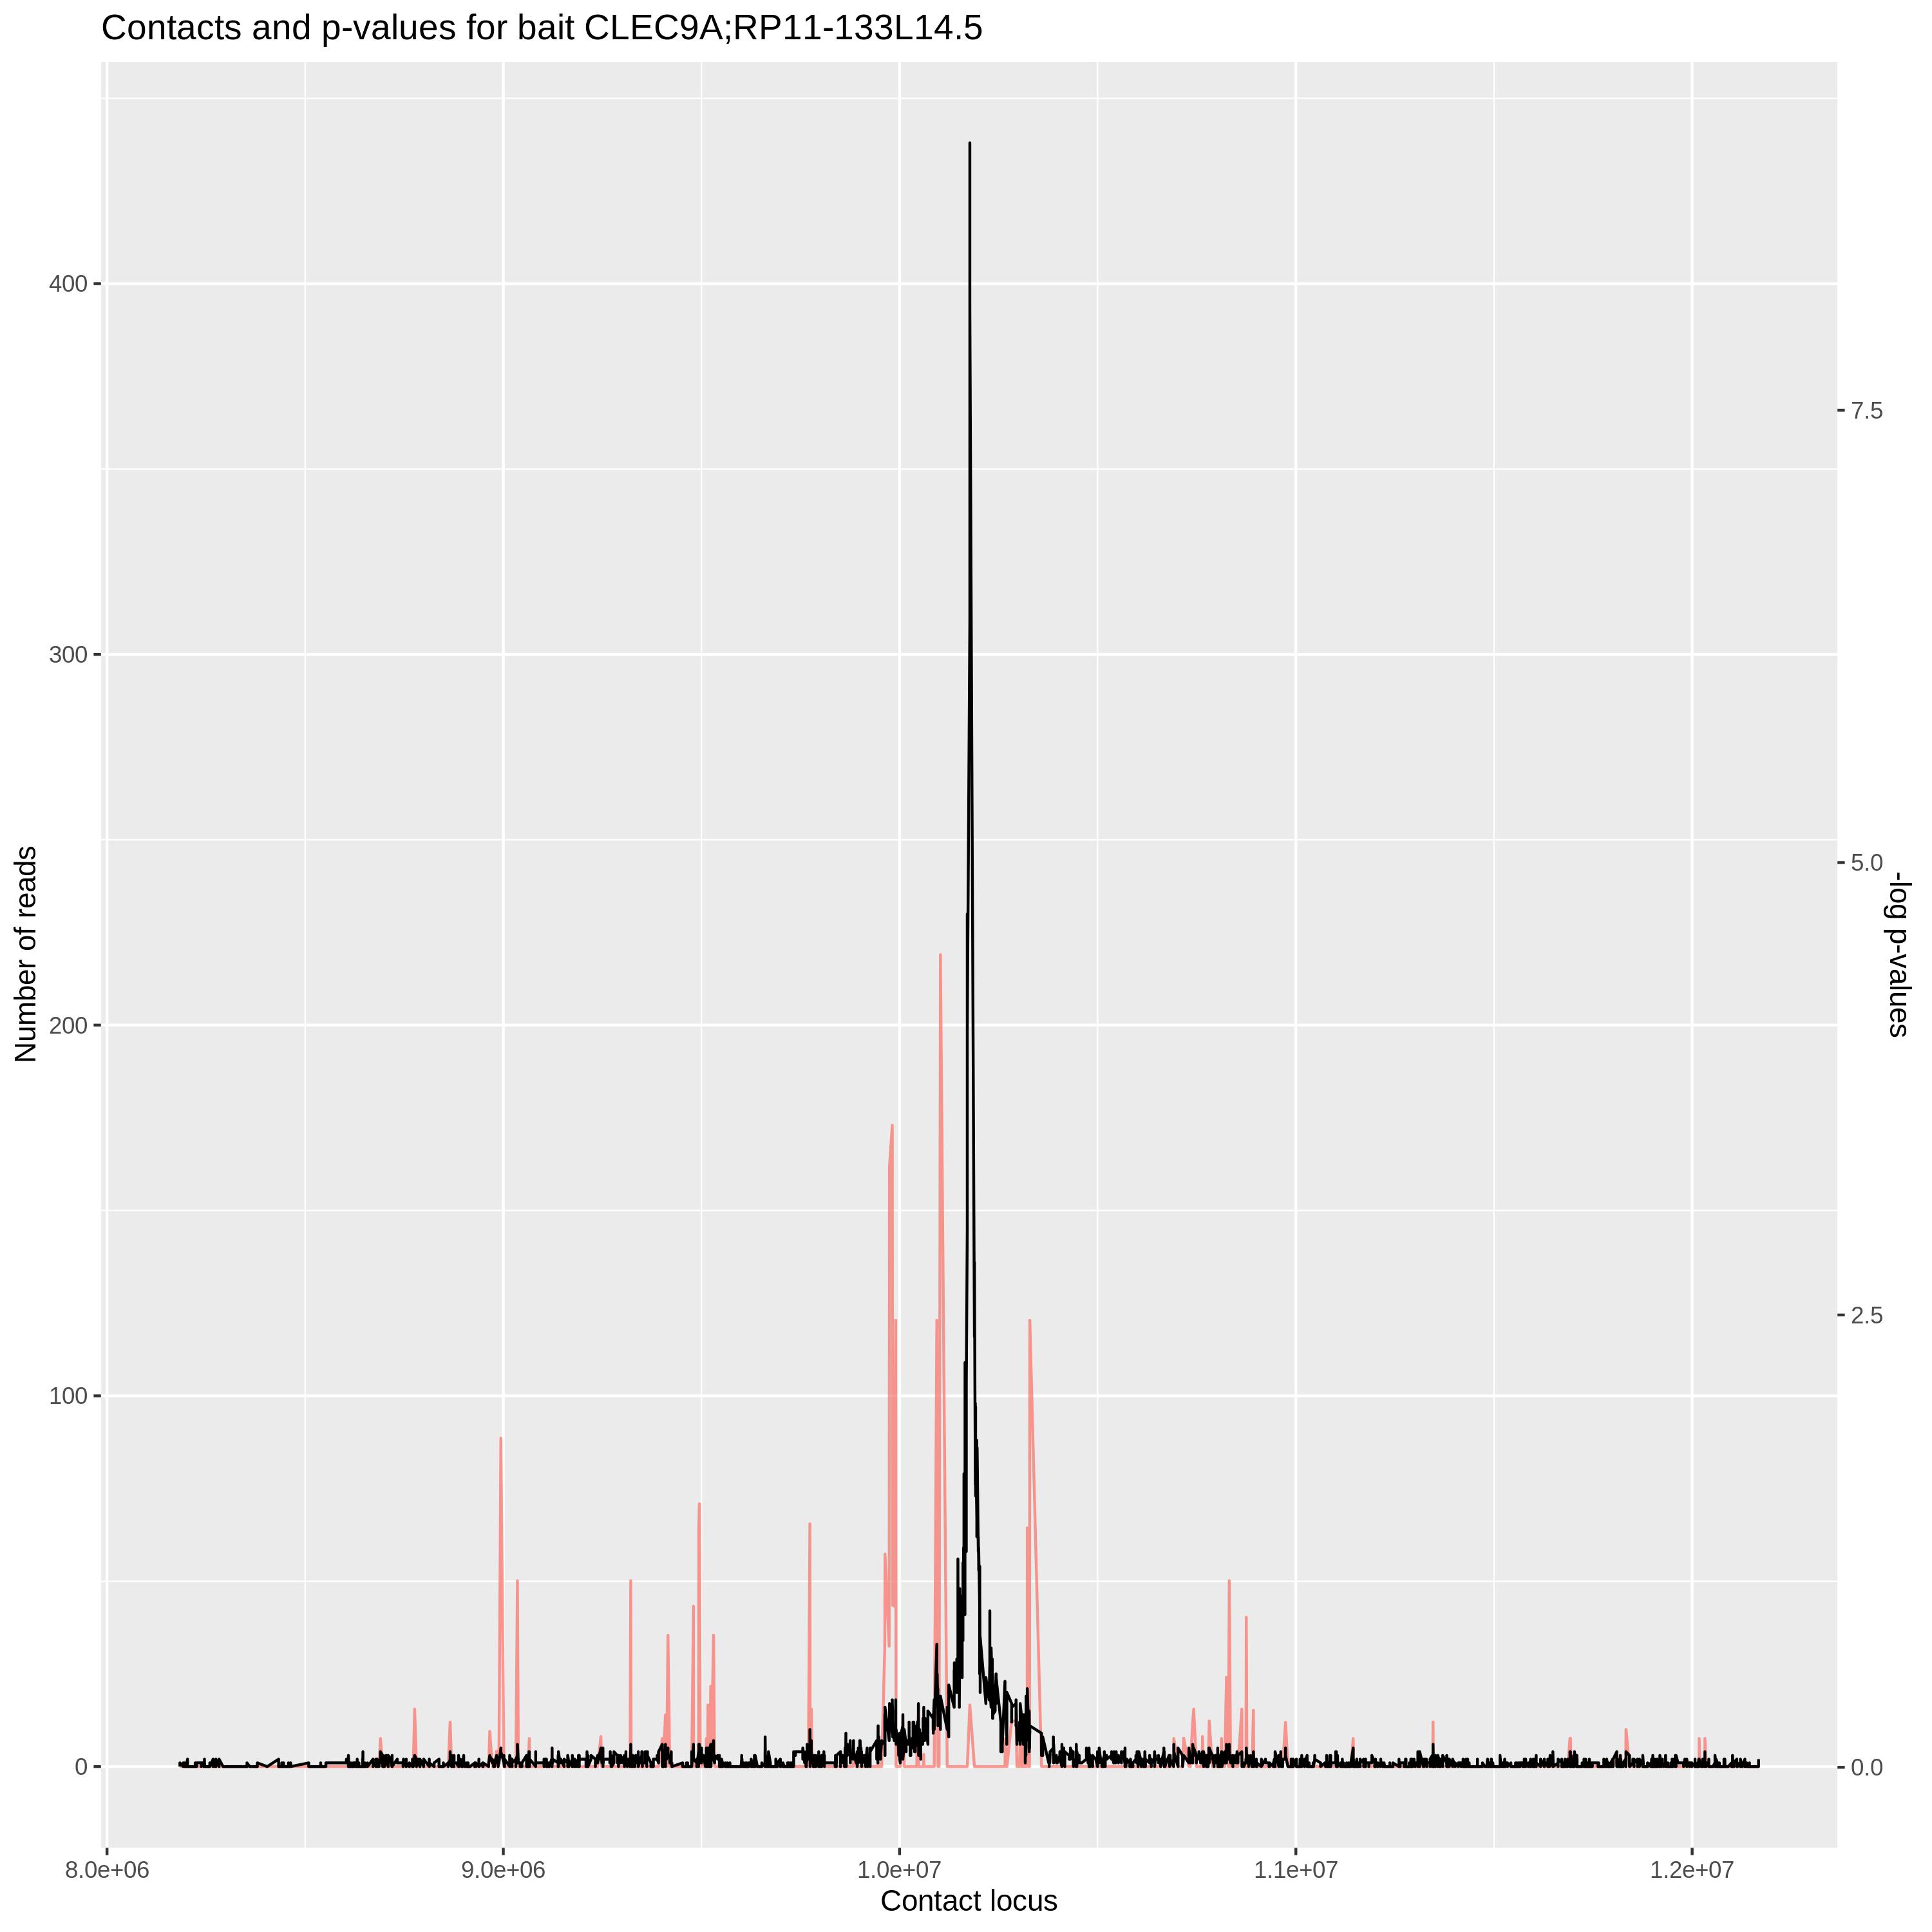 Contacts and p-values for bait CLEC9A;RP11-133L14.5
Number of reads
400
300
200
100
0
7.5
5.0
2.5
0.0
-log p-values
8.0e+06 9.0e+06 1.0e+07 1.1e+07 1.2e+07
Contact locus